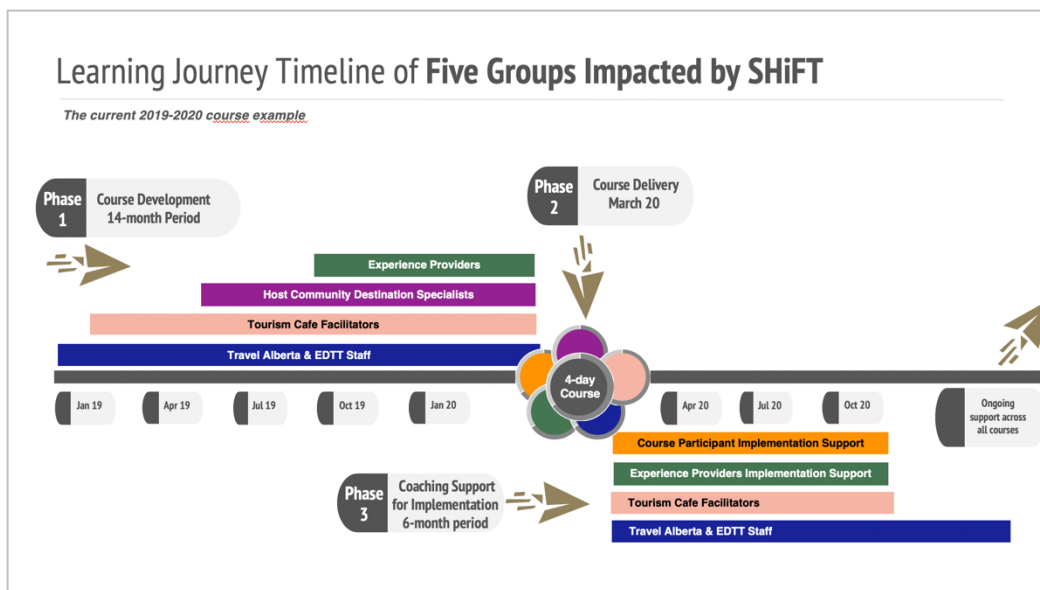 Learning Journey Timeline of Five Groups Impacted by SHiFT
The current 2019-2020 course example
Phase
1
Course Development
14-month Period
Phase
2
Course Delivery
March 20
Experience Providers
Host Community Destination Specialists
Tourism Cafe Facilitators
Travel Alberta & EDTT Staff
4-day
Course
Jan 19
Apr 19
Jul 19
Oct 19
Jan 20
Apr 20
Jul 20
Oct 20
Ongoing
support across
all courses
Course Participant Implementation Support
Experience Providers Implementation Support
Tourism Cafe Facilitators
Travel Alberta & EDTT Staff
Phase
3
Coaching Support
for Implementation
6-month period